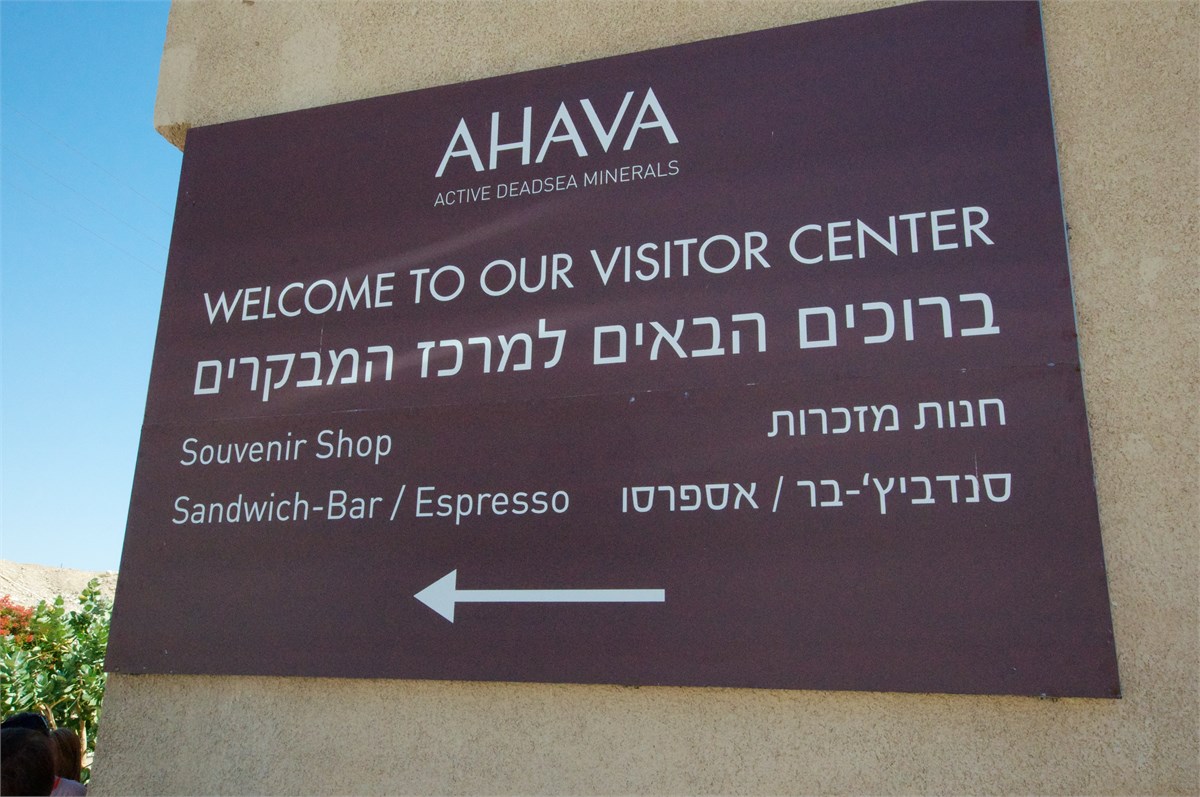 AHAVA
ACTIVE DEADSEA MINERALS
WELCOME TO OUR VISITOR CENTER
ברוכים הבאים למרכז המבקרים
Souvenir Shop
חנות מזכרות
Sandwich-Bar / Espresso
סנדביץ'-בר / אספרסו